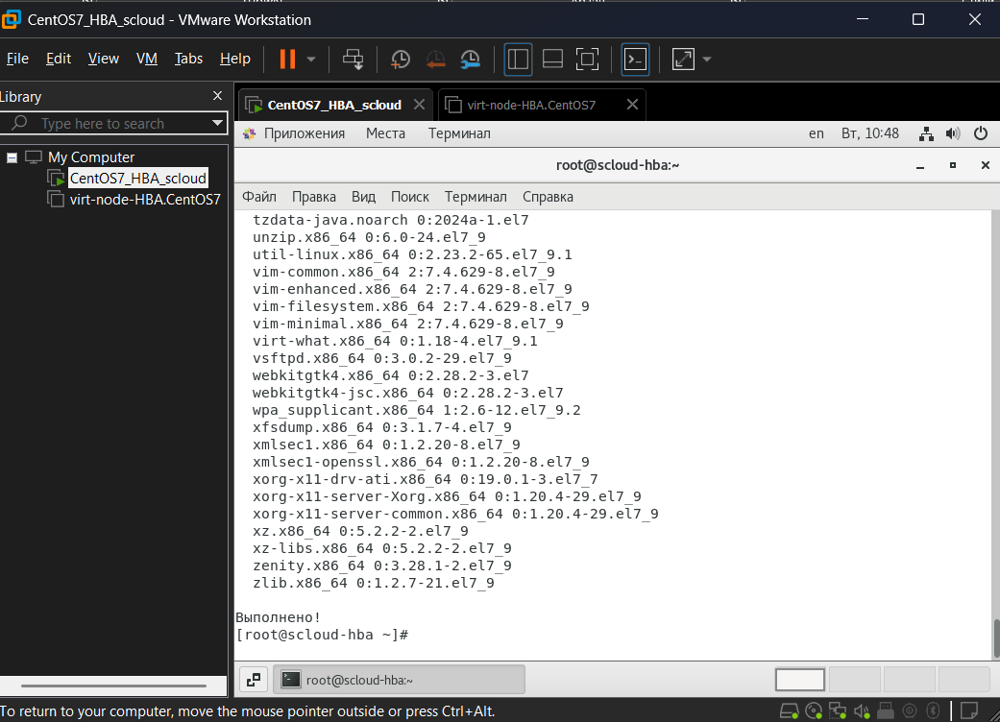 CentOS7_HBA_scloud - VMware Workstation
File Edit View VM Tabs Help
Library
Type here to search
My Computer
CentOS7_HBA_scloud
virt-node-HBA.CentOS7
CentOS7_HBA_scloud
virt-node-HBA.CentOS7
Приложения Места Терминал en Вт, 10:48
root@scloud-hba:~
Файл Правка Вид Поиск Терминал Справка
tzdata-java.noarch 0:2024a-1.el7
unzip.x86_64 0:6.0-24.el7_9
util-linux.x86_64 0:2.23.2-65.el7_9.1
vim-common.x86_64 2:7.4.629-8.el7_9
vim-enhanced.x86_64 2:7.4.629-8.el7_9
vim-filesystem.x86_64 2:7.4.629-8.el7_9
vim-minimal.x86_64 2:7.4.629-8.el7_9
virt-what.x86_64 0:1.18-4.el7_9.1
vsftpd.x86_64 0:3.0.2-29.el7_9
webkitgtk4.x86_64 0:2.28.2-3.el7
webkitgtk4-jsc.x86_64 0:2.28.2-3.el7
wpa_supplicant.x86_64 1:2.6-12.el7_9.2
xfsdump.x86_64 0:3.1.7-4.el7_9
xmlsec1.x86_64 0:1.2.20-8.el7_9
xmlsec1-openssl.x86_64 0:1.2.20-8.el7_9
xorg-x11-drv-ati.x86_64 0:19.0.1-3.el7_7
xorg-x11-server-Xorg.x86_64 0:1.20.4-29.el7_9
xorg-x11-server-common.x86_64 0:1.20.4-29.el7_9
xz.x86_64 0:5.2.2-2.el7_9
xz-libs.x86_64 0:5.2.2-2.el7_9
zenity.x86_64 0:3.28.1-2.el7_9
zlib.x86_64 0:1.2.7-21.el7_9
Выполнено!
[root@scloud-hba ~]#
root@scloud-hba:~
To return to your computer, move the mouse pointer outside or press Ctrl+Alt.